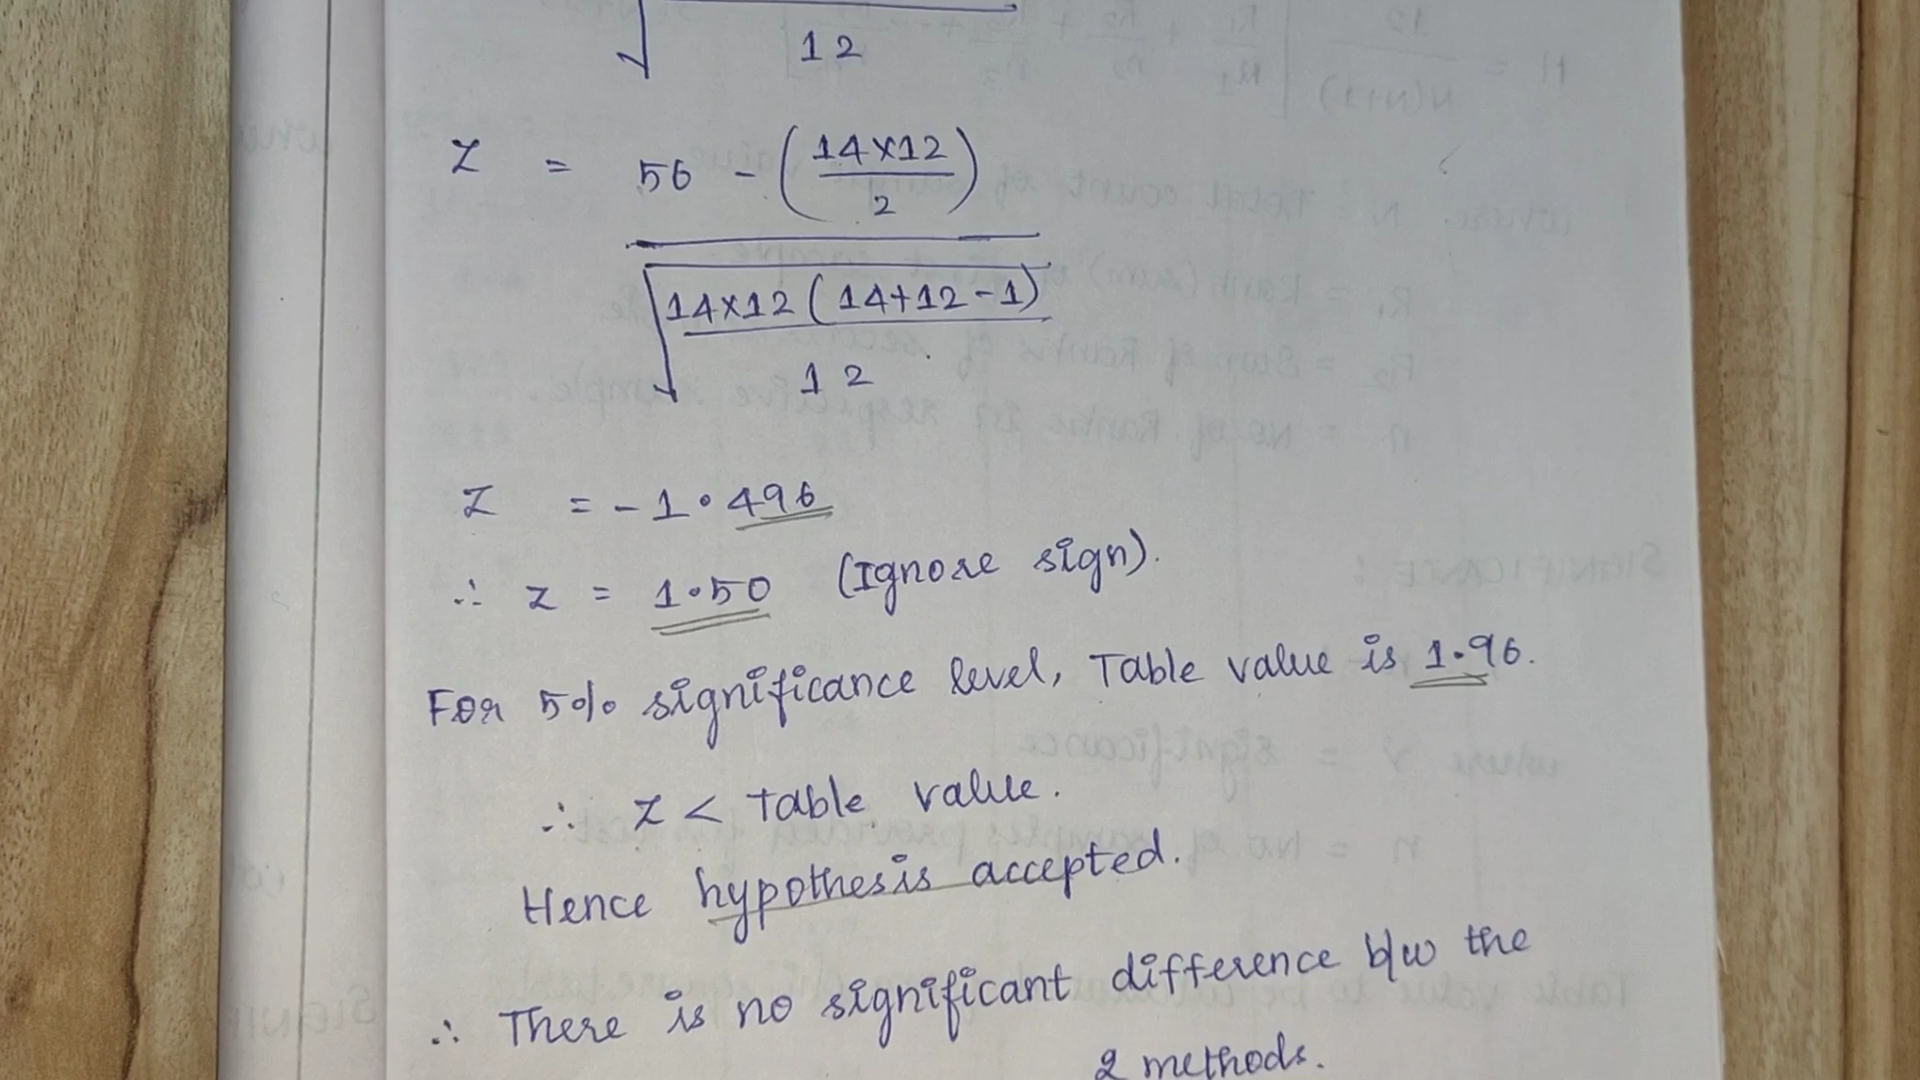 12
Z = 56 - (14×12 / 2)
√14×12 (14+12-1)
12
Z = -1.496
∴ z = 1.50 (Ignore sign).
For 5% significance level, Table value is 1.96.
∴ Z < Table value.
Hence hypothesis accepted.
∴ There is no significant difference b/w the
2 methods.